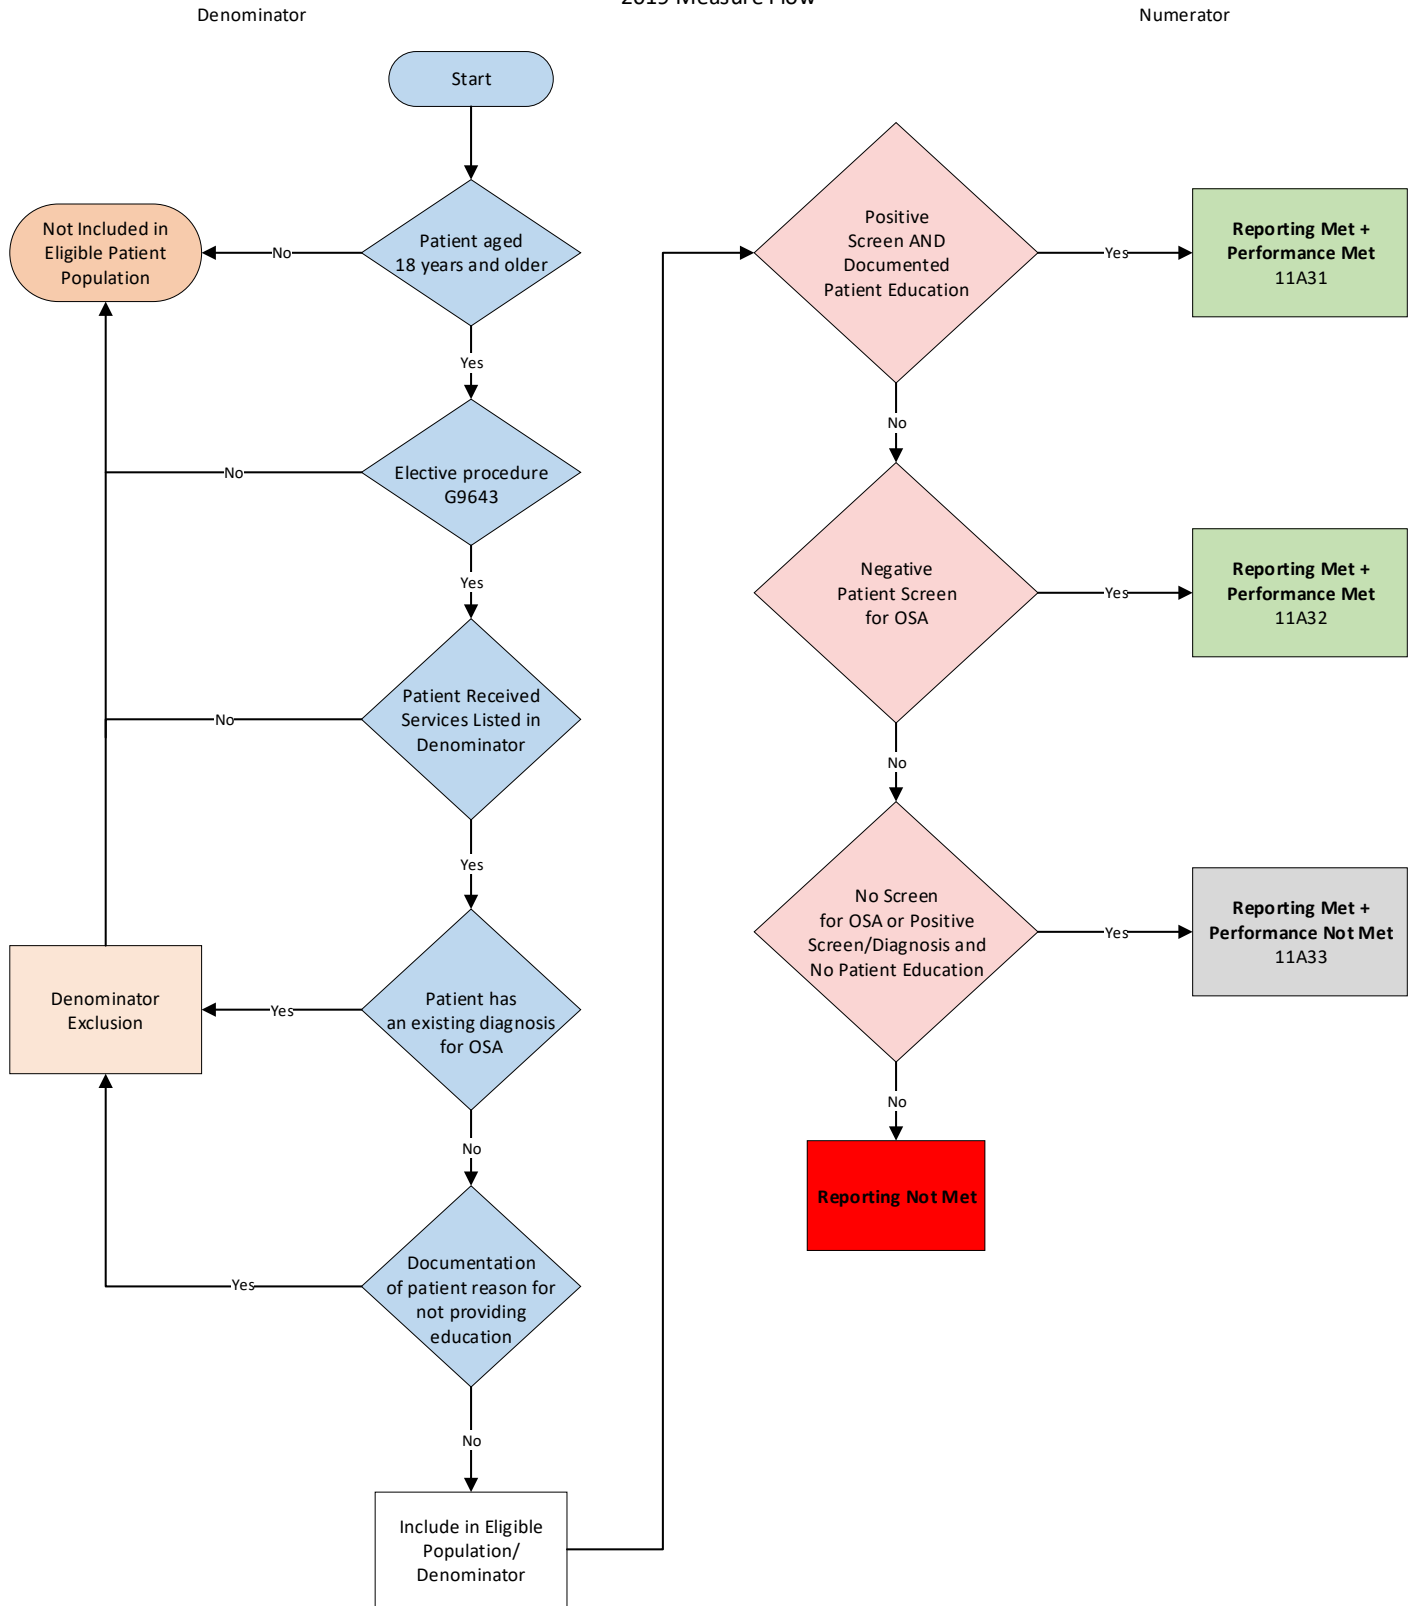 2019 Measure Flow
Denominator
Numerator
Start
Patient aged
18 years and older
No
Not Included in
Eligible Patient
Population
Yes
Elective procedure
G9643
No
Yes
Patient Received
Services Listed in
Denominator
No
Yes
Patient has
an existing diagnosis
for OSA
Yes
Denominator
Exclusion
No
Documentation
of patient reason for
not providing
education
Yes
No
Include in Eligible
Population/
Denominator
Positive
Screen AND
Documented
Patient Education
Yes
Reporting Met +
Performance Met
11A31
No
Negative
Patient Screen
for OSA
Yes
Reporting Met +
Performance Met
11A32
No
No Screen
for OSA or Positive
Screen/Diagnosis and
No Patient Education
Yes
Reporting Met +
Performance Not Met
11A33
No
Reporting Not Met